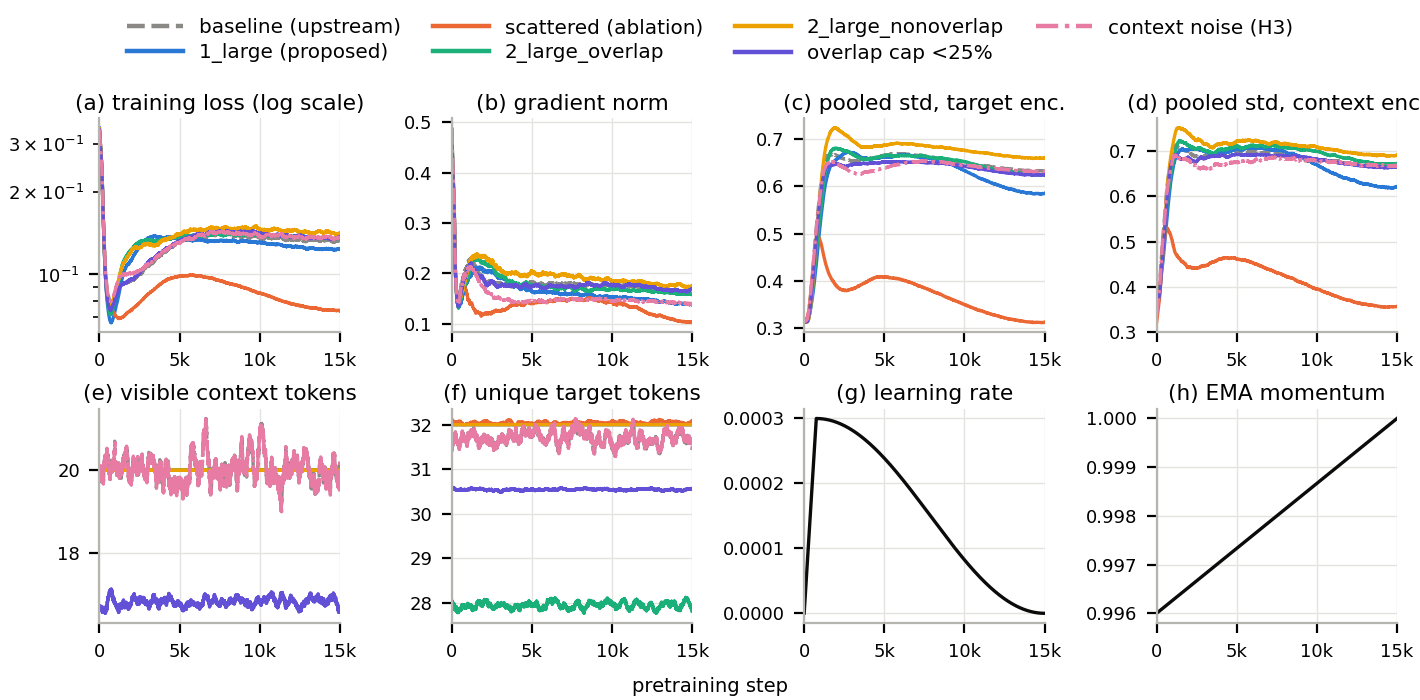 baseline (upstream)
1_large (proposed)
scattered (ablation)
2_large_overlap
2_large_nonoverlap
overlap cap <25%
context noise (H3)
(a) training loss (log scale)
3 × 10⁻¹
2 × 10⁻¹
10⁻¹
0 5k 10k 15k
(b) gradient norm
0.5
0.4
0.3
0.2
0.1
0 5k 10k 15k
(c) pooled std, target enc.
0.7
0.6
0.5
0.4
0.3
0 5k 10k 15k
(d) pooled std, context enc
0.7
0.6
0.5
0.4
0.3
0 5k 10k 15k
(e) visible context tokens
20
18
0 5k 10k 15k
(f) unique target tokens
32
31
30
29
28
0 5k 10k 15k
(g) learning rate
0.0003
0.0002
0.0001
0.0000
0 5k 10k 15k
(h) EMA momentum
1.000
0.999
0.998
0.997
0.996
0 5k 10k 15k
pretraining step